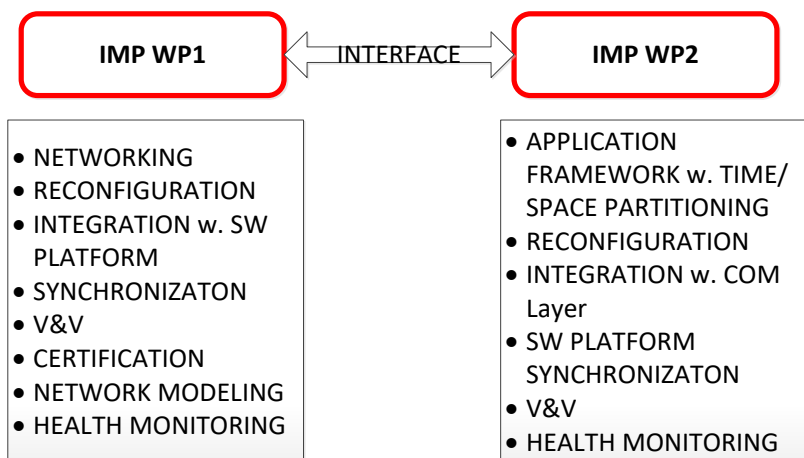 IMP WP1
INTERFACE
IMP WP2
• NETWORKING
• RECONFIGURATION
• INTEGRATION w. SW
PLATFORM
• SYNCHRONIZATON
• V&V
• CERTIFICATION
• NETWORK MODELING
• HEALTH MONITORING
• APPLICATION
FRAMEWORK w. TIME/
SPACE PARTITIONING
• RECONFIGURATION
• INTEGRATION w. COM
Layer
• SW PLATFORM
SYNCHRONIZATON
• V&V
• HEALTH MONITORING